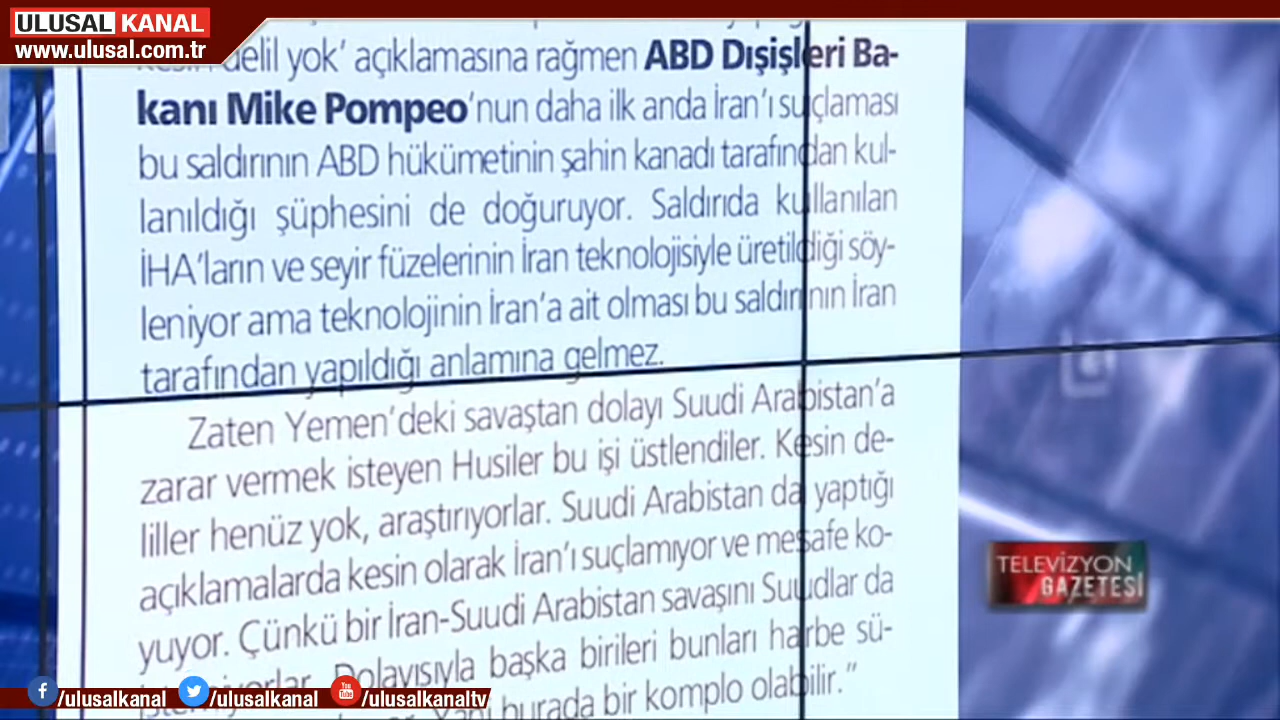 ULUSAL KANAL
www.ulusal.com.tr
delil yok’ açıklamasına rağmen ABD Dışişleri Ba-
kanı Mike Pompeo’nun daha ilk anda İran’ı suçlaması
bu saldırının ABD hükümetinin şahin kanadı tarafından kul-
lanıldığı şüphesini de doğuruyor. Saldırıda kullanılan
İHA’ların ve seyir füzelerinin İran teknolojisiyle üretildiği söy-
leniyor ama teknolojinin İran’a ait olması bu saldırının İran
tarafından yapıldığı anlamına gelmez.
Zaten Yemen’deki savaştan dolayı Suudi Arabistan’a
zarar vermek isteyen Husiler bu işi üstlendiler. Kesin de-
liller henüz yok, araştırıyorlar. Suudi Arabistan da yaptığı
açıklamalarda kesin olarak İran’ı suçlamıyor ve mesafe ko-
yuyor. Çünkü bir İran-Suudi Arabistan savaşını Suudlar da
Dolayısıyla başka birileri bunları harbe sü-
burada bir komplo olabilir.”
TELEVİZYON
GAZETESİ
/ulusalkanal /ulusalkanal /ulusalkanaltv